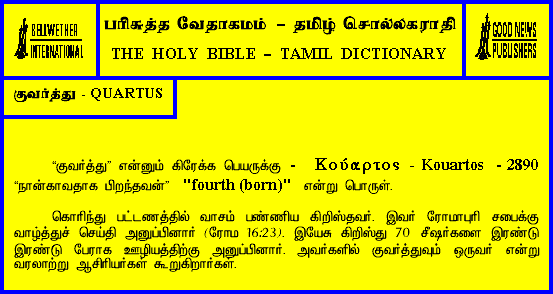 BELLWETHER
INTERNATIONAL
பரிசுத்த வேதாகமம் – தமிழ் சொல்லகராதி
THE HOLY BIBLE – TAMIL DICTIONARY
GOOD NEWS
PUBLISHERS
குவர்த்து - QUARTUS
“குவர்த்து” என்னும் கிரேக்க பெயருக்கு - Κούαρτος - Kouartos - 2890
“நான்காவதாக பிறந்தவன்” "fourth (born)" என்று பொருள்.
கொரிந்து பட்டணத்தில் வாசம் பண்ணிய கிறிஸ்தவர். இவர் ரோமாபுரி சபைக்கு
வாழ்த்துச் செய்தி அனுப்பினார் (ரோம 16:23). இயேசு கிறிஸ்து 70 சீஷர்களை இரண்டு
இரண்டு பேராக ஊழியத்திற்கு அனுப்பினார். அவர்களில் குவர்த்துவும் ஒருவர் என்று
வரலாற்று ஆசிரியர்கள் கூறுகிறார்கள்.